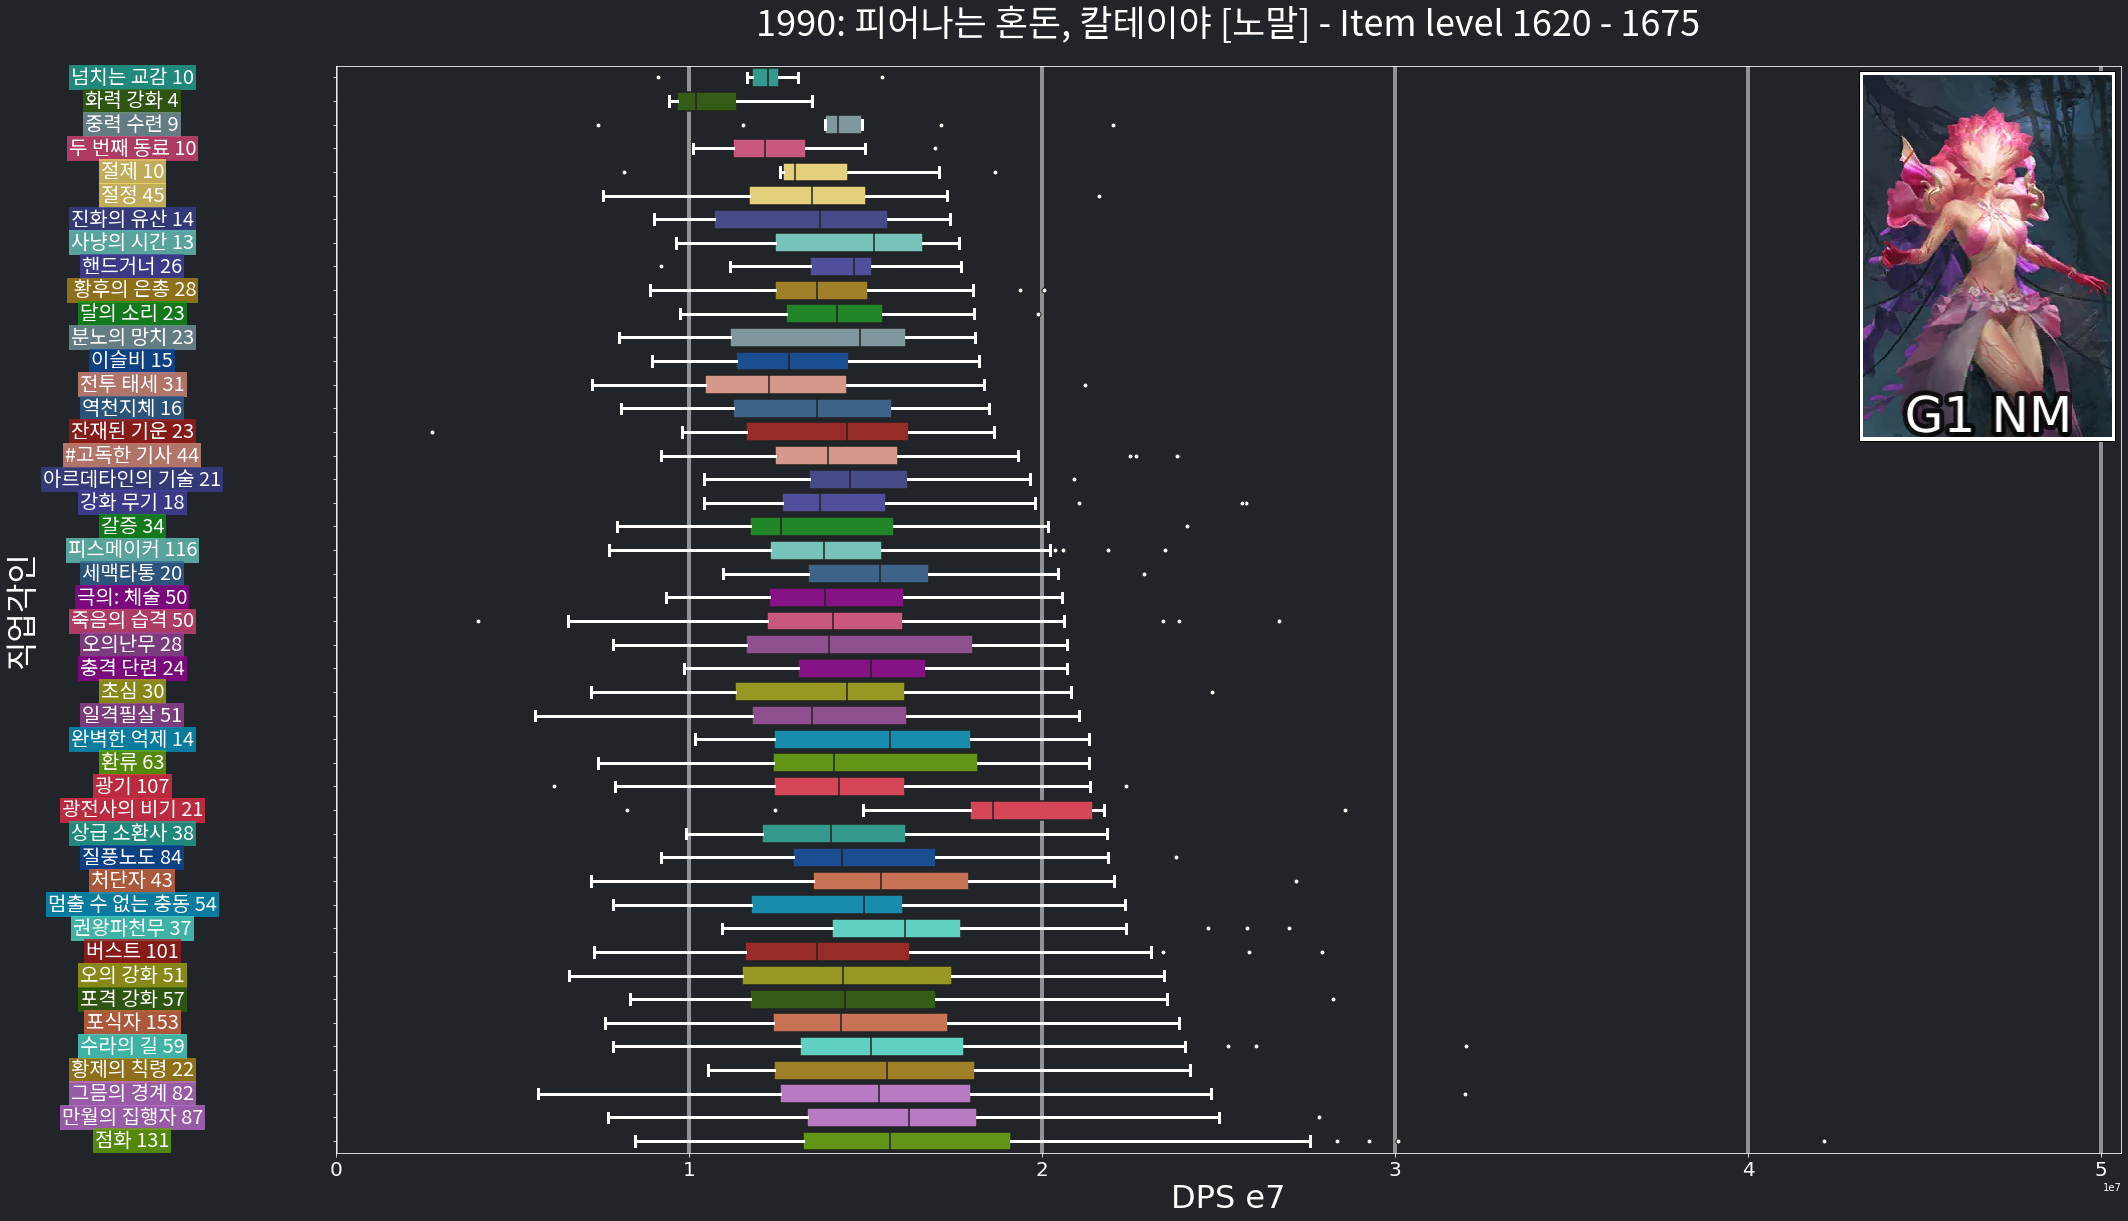 1990: 피어나는 혼돈, 칼테이야 [노말] - Item level 1620 - 1675
넘치는 교감 10
화력 강화 4
중력 수련 9
두 번째 동료 10
절제 10
절정 45
진화의 유산 14
사냥의 시간 13
핸드거너 26
황후의 은총 28
달의 소리 23
분노의 망치 23
이슬비 15
전투 태세 31
역천지체 16
잔재된 기운 23
#고독한 기사 44
아르데타인의 기술 21
강화 무기 18
갈증 34
피스메이커 116
세맥타통 20
극의: 체술 50
죽음의 습격 50
오의난무 28
충격 단련 24
초심 30
일격필살 51
완벽한 억제 14
환류 63
광기 107
광전사의 비기 21
상급 소환사 38
질풍노도 84
처단자 43
멈출 수 없는 충동 54
권왕파천무 37
버스트 101
오의 강화 51
포격 강화 57
포식자 153
수라의 길 59
황제의 칙령 22
그믐의 경계 82
만월의 집행자 87
점화 131
직업각인
G1 NM
0 1 2 3 4 5
1e7
DPS e7